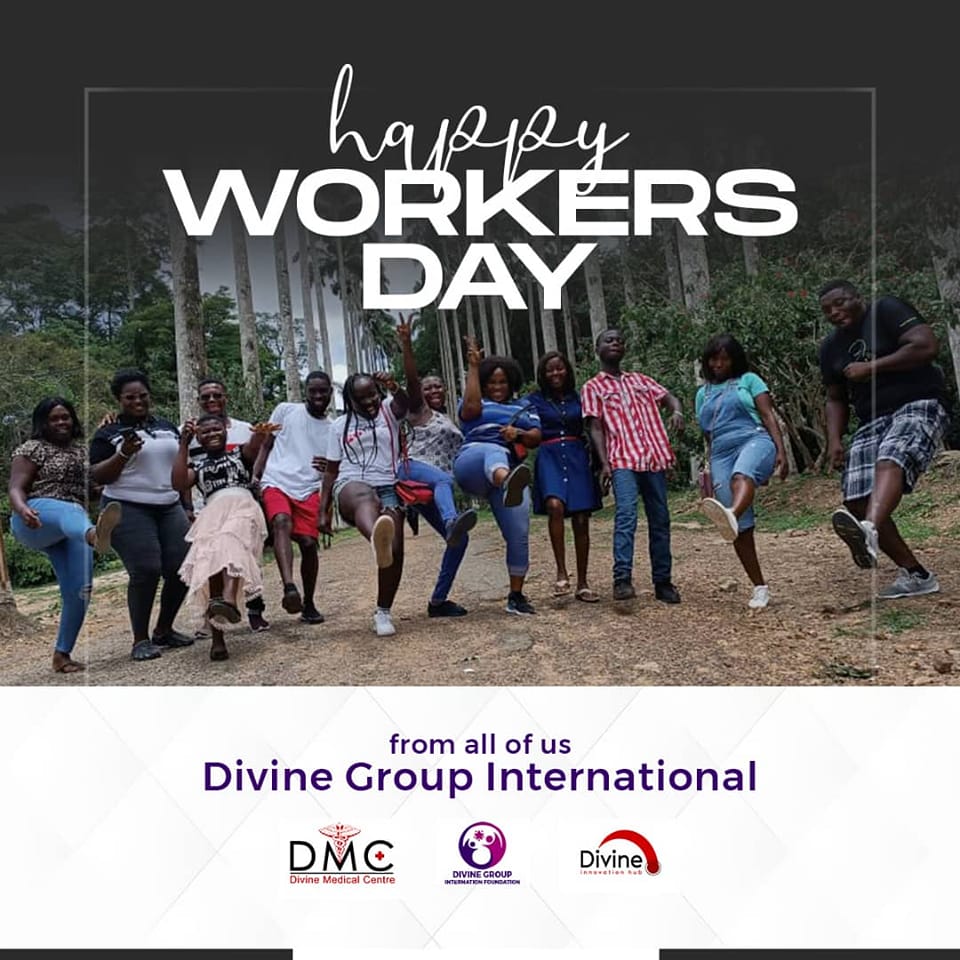 happy
WORKERS
DAY
from all of us
Divine Group International
DMC
Divine Medical Centre
DIVINE GROUP
INTERNATION FOUNDATION
Divine
innovation hub